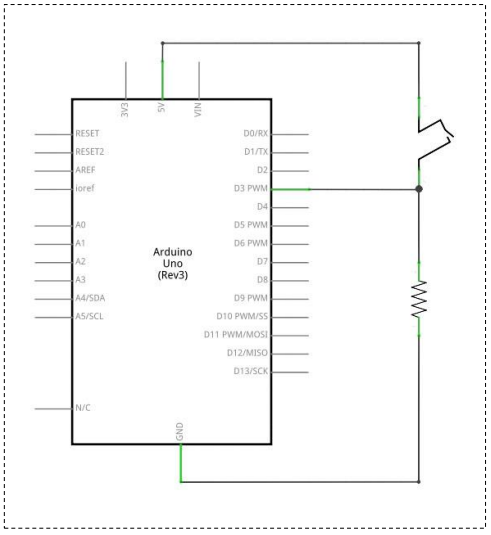 3V3
5V
VIN
RESET
RESET2
AREF
ioref
A0
A1
A2
A3
A4/SDA
A5/SCL
N/C
Arduino
Uno
(Rev3)
D0/RX
D1/TX
D2
D3 PWM
D4
D5 PWM
D6 PWM
D7
D8
D9 PWM
D10 PWM/SS
D11 PWM/MOSI
D12/MISO
D13/SCK
GND